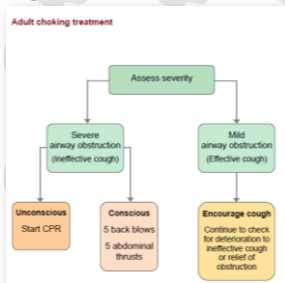 Adult choking treatment
Assess severity
Severe
airway obstruction
(Ineffective cough)
Mild
airway obstruction
(Effective cough)
Unconscious
Start CPR
Conscious
5 back blows
5 abdominal
thrusts
Encourage cough
Continue to check
for deterioration to
ineffective cough
or relief of
obstruction